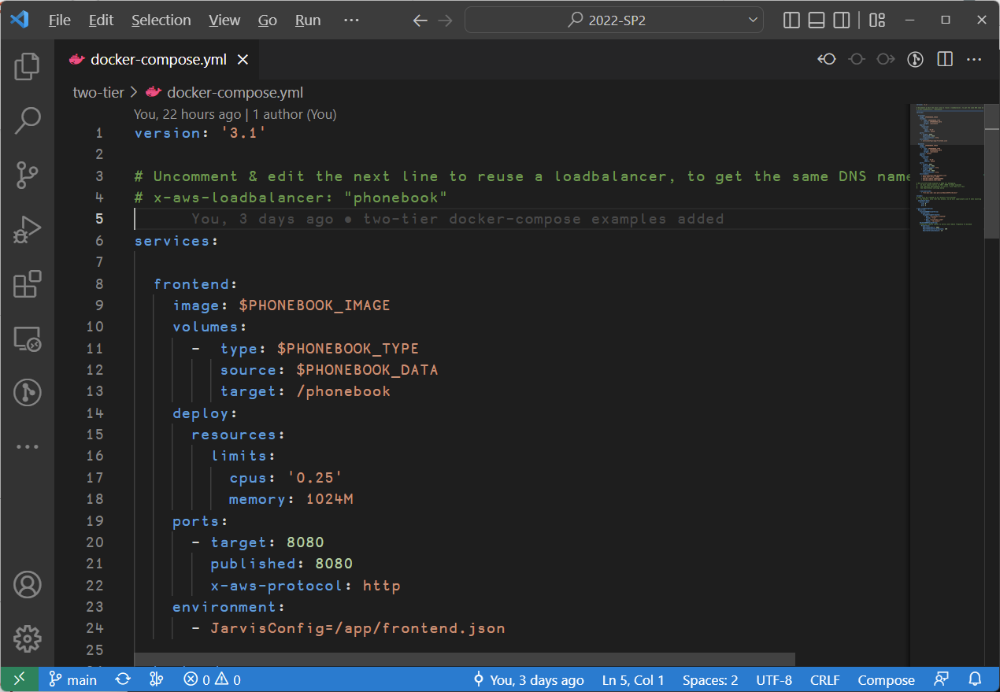 File Edit Selection View Go Run ··· 2022-SP2
docker-compose.yml
two-tier > docker-compose.yml
You, 22 hours ago | 1 author (You)
1 version: '3.1'
2
3 # Uncomment & edit the next line to reuse a loadbalancer, to get the same DNS name
4 # x-aws-loadbalancer: "phonebook"
5 You, 3 days ago • two-tier docker-compose examples added
6 services:
7
8 frontend:
9 image: $PHONEBOOK_IMAGE
10 volumes:
11 - type: $PHONEBOOK_TYPE
12 source: $PHONEBOOK_DATA
13 target: /phonebook
14 deploy:
15 resources:
16 limits:
17 cpus: '0.25'
18 memory: 1024M
19 ports:
20 - target: 8080
21 published: 8080
22 x-aws-protocol: http
23 environment:
24 - JarvisConfig=/app/frontend.json
25
main 0 0 You, 3 days ago Ln 5, Col 1 Spaces: 2 UTF-8 CRLF Compose